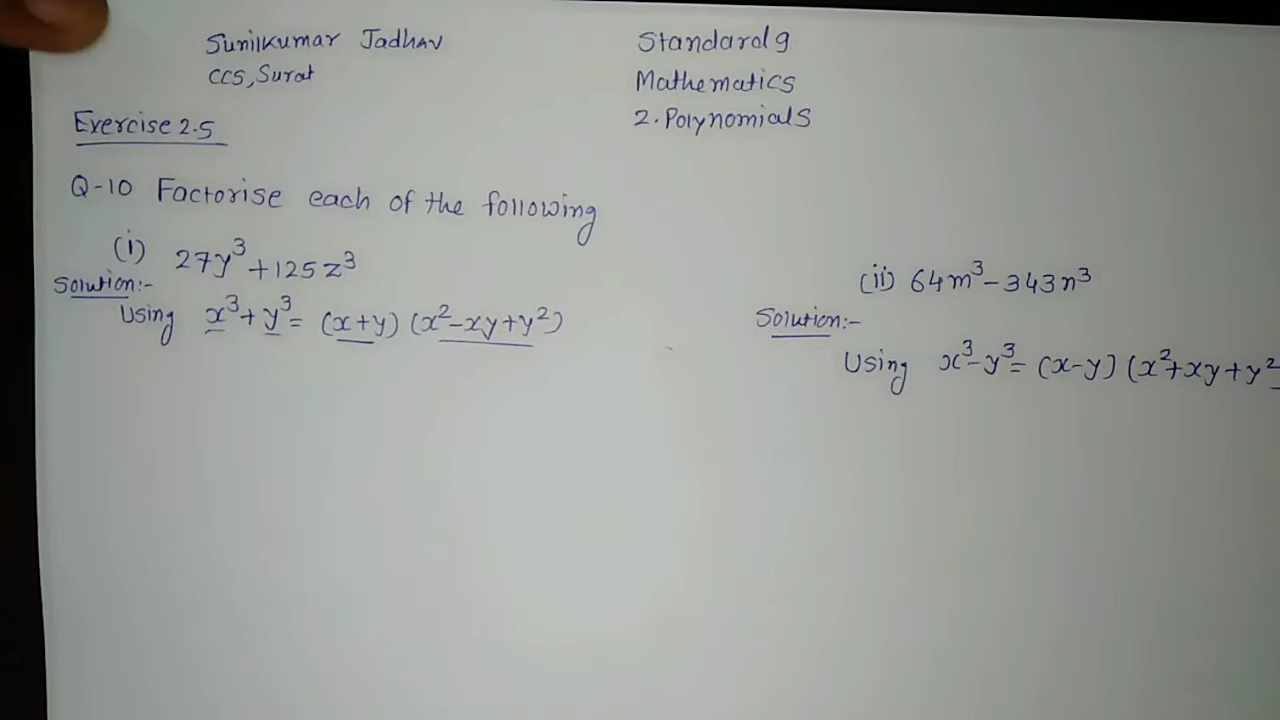 Sunilkumar Jadhav
CCS, Surat
Standard 9
Mathematics
2. Polynomials
Exercise 2.5
Q-10 Factorise each of the following
(i) 27y³ + 125z³
Solution:-
Using x³ + y³ = (x+y) (x² - xy + y²)
(ii) 64m³ - 343n³
Solution:-
Using x³ - y³ = (x-y) (x² + xy + y²